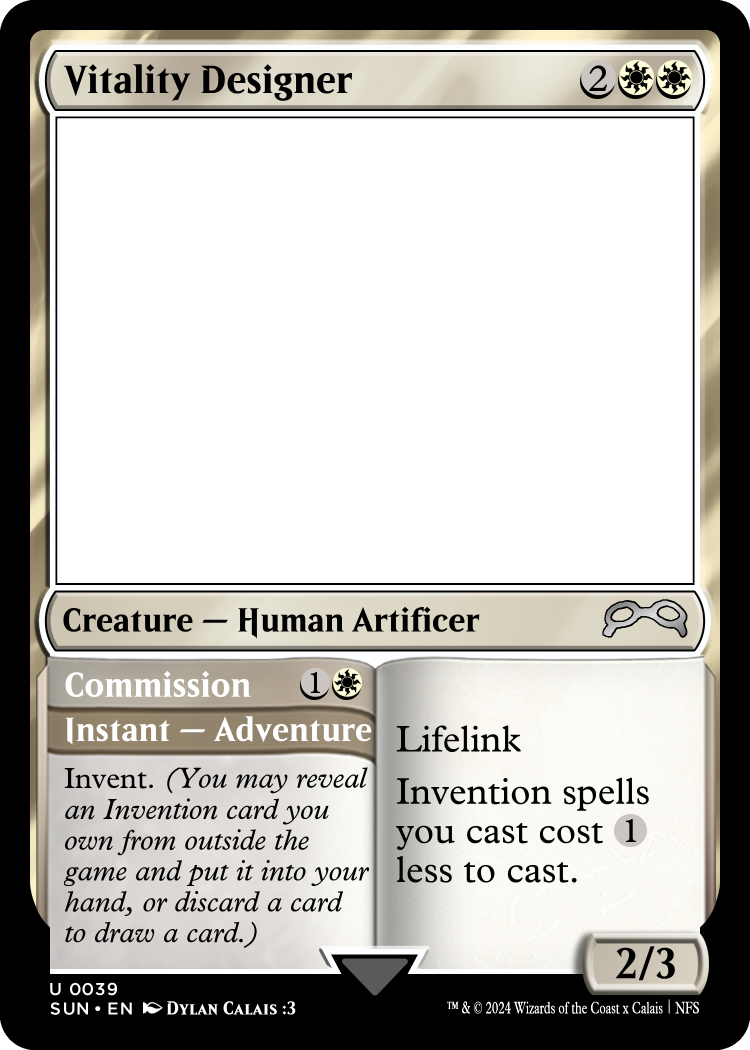 Vitality Designer 2
Creature — Human Artificer
Commission 1
Instant — Adventure
Invent. (You may reveal
an Invention card you
own from outside the
game and put it into your
hand, or discard a card
to draw a card.)
Lifelink
Invention spells
you cast cost 1
less to cast.
2/3
U 0039
SUN • EN DYLAN CALAIS :3
™ & © 2024 Wizards of the Coast x Calais | NFS